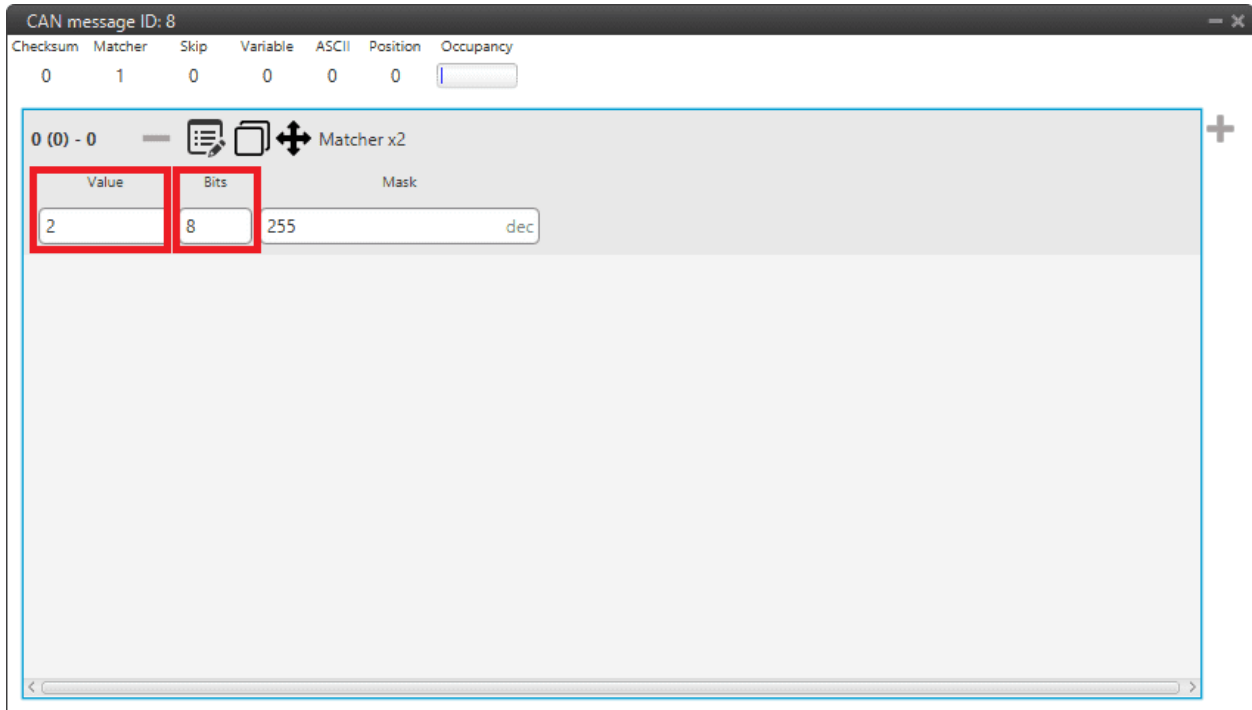 CAN message ID: 8
Checksum Matcher Skip Variable ASCII Position Occupancy
0 1 0 0 0 0
0 (0) - 0 Matcher x2
Value Bits Mask
2 8 255 dec